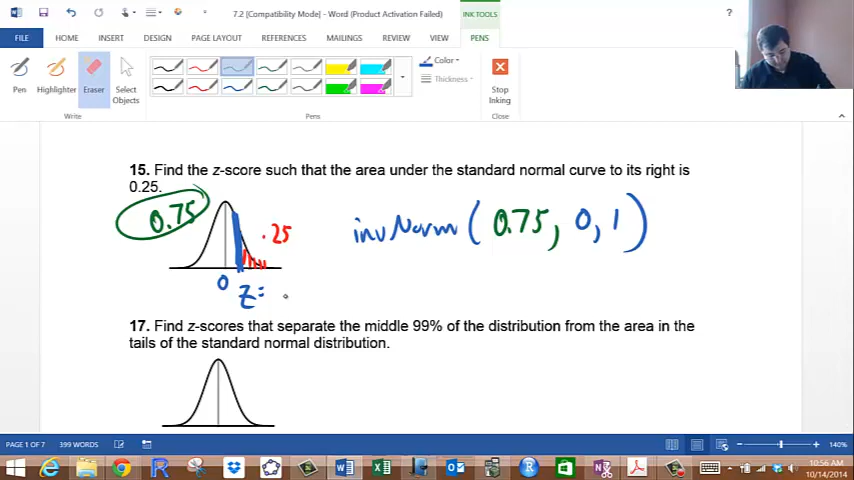 7.2 [Compatibility Mode] - Word (Product Activation Failed)
INK TOOLS
?
FILE HOME INSERT DESIGN PAGE LAYOUT REFERENCES MAILINGS REVIEW VIEW PENS
Pen Highlighter Eraser Select Objects
Color
Thickness
Stop Inking
Write Pens Close
15. Find the z-score such that the area under the standard normal curve to its right is
0.25.
0.75
.25
invNorm ( 0.75, 0, 1 )
0
z=
17. Find z-scores that separate the middle 99% of the distribution from the area in the
tails of the standard normal distribution.
PAGE 1 OF 7 399 WORDS 140%
10:56 AM
10/14/2014